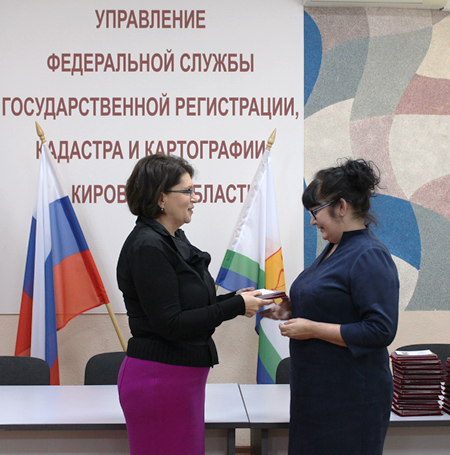 УПРАВЛЕНИЕ
ФЕДЕРАЛЬНОЙ СЛУЖБЫ
ГОСУДАРСТВЕННОЙ РЕГИСТРАЦИИ,
КАДАСТРА И КАРТОГРАФИИ
КИРОВ ОБЛАСТИ